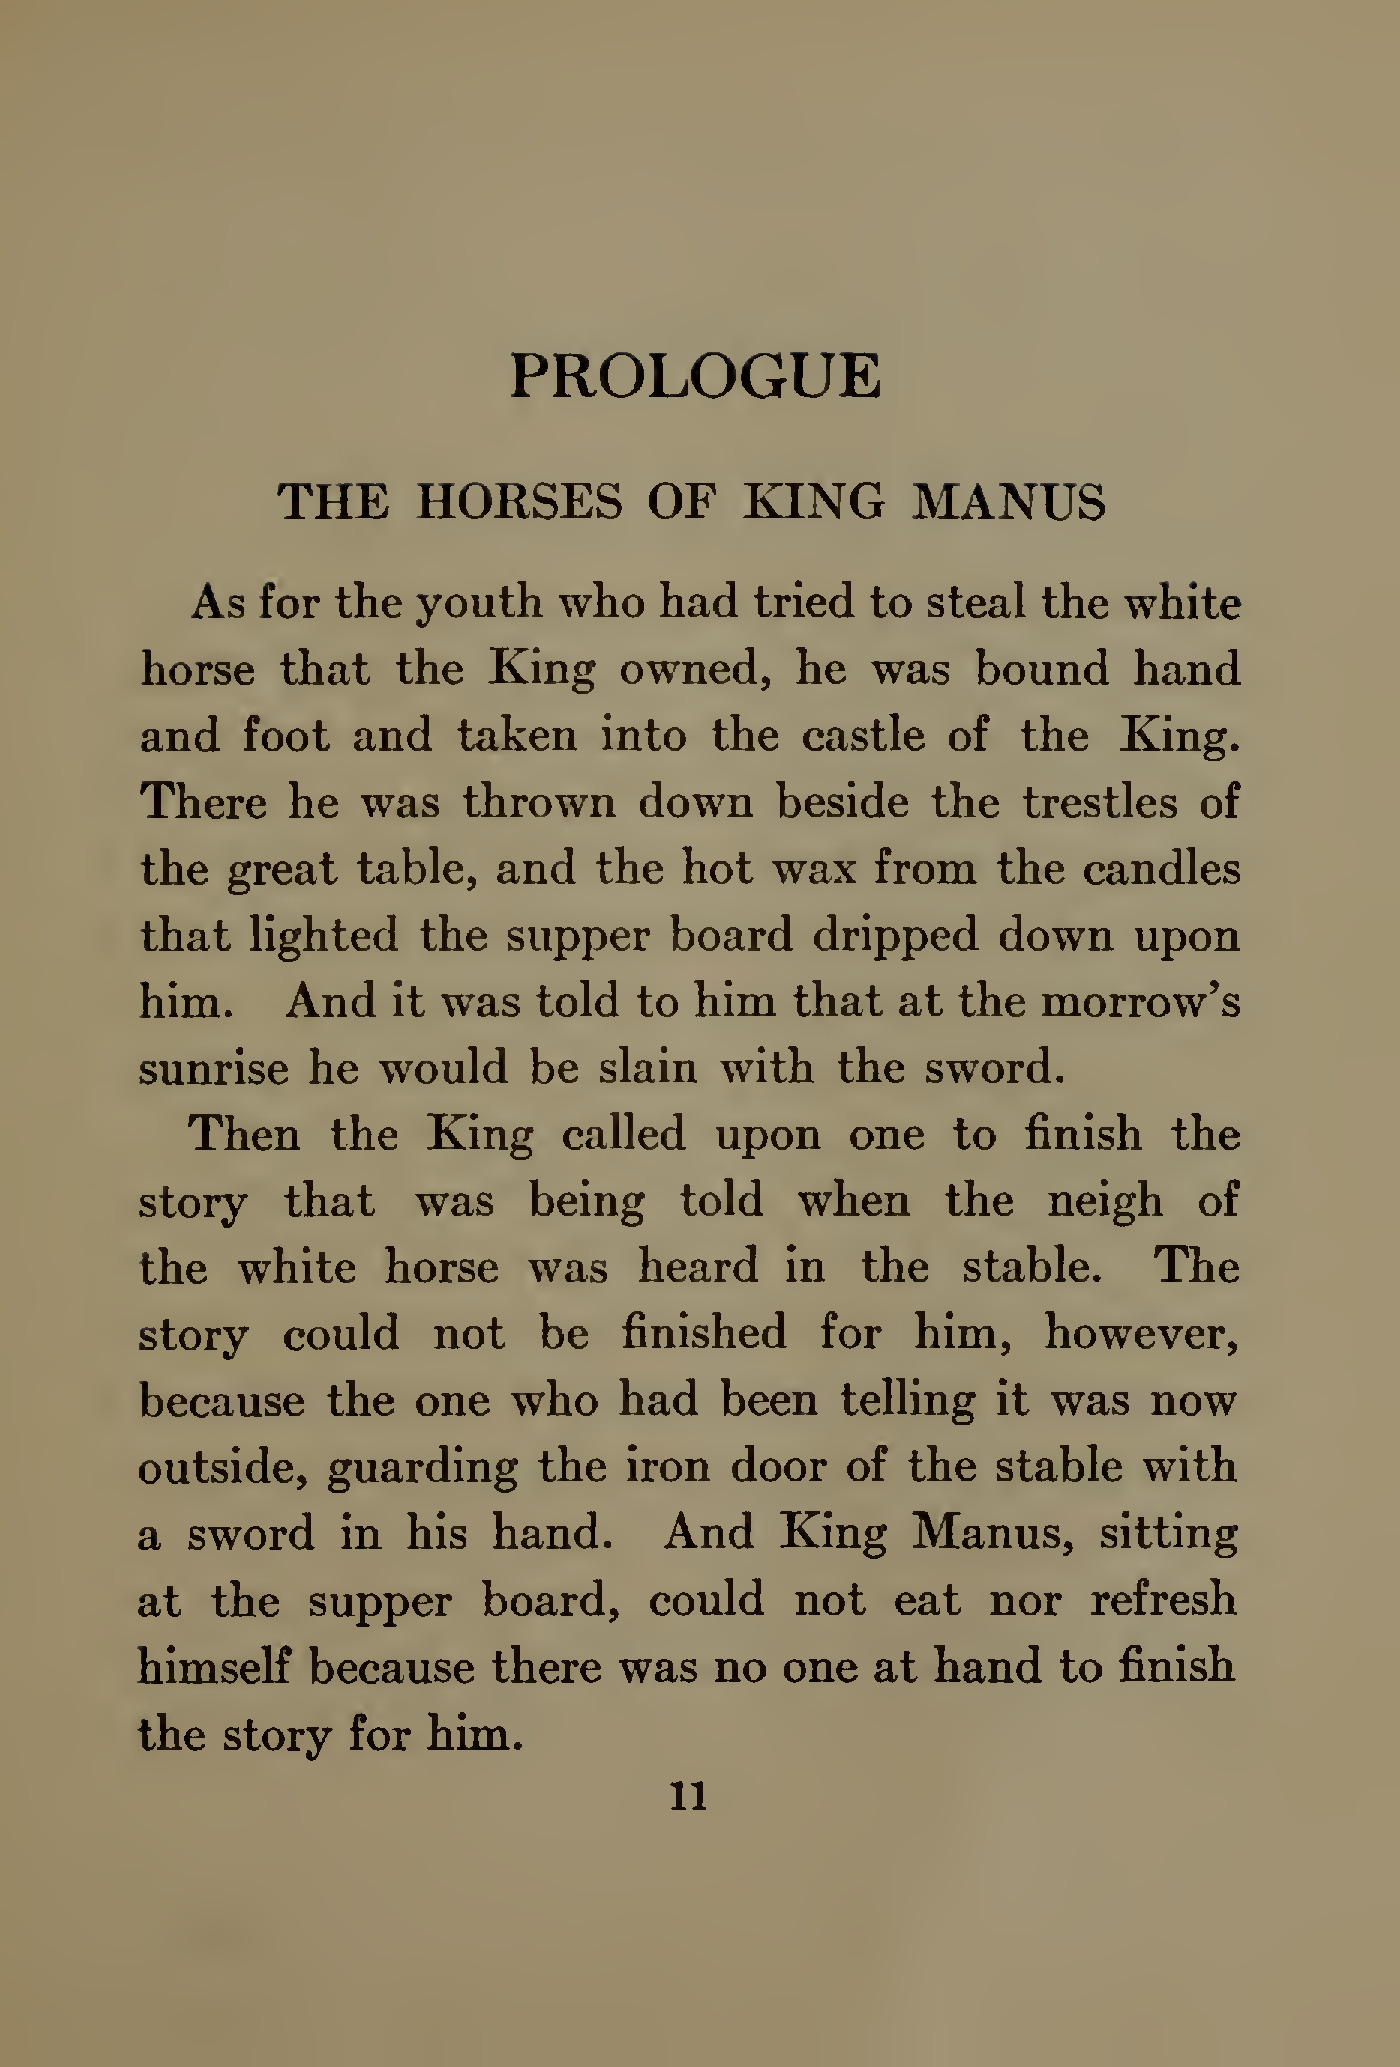 PROLOGUE
THE HORSES OF KING MANUS
As for the youth who had tried to steal the white
horse that the King owned, he was bound hand
and foot and taken into the castle of the King.
There he was thrown down beside the trestles of
the great table, and the hot wax from the candles
that lighted the supper board dripped down upon
him. And it was told to him that at the morrow’s
sunrise he would be slain with the sword.
Then the King called upon one to finish the
story that was being told when the neigh of
the white horse was heard in the stable. The
story could not be finished for him, however,
because the one who had been telling it was now
outside, guarding the iron door of the stable with
a sword in his hand. And King Manus, sitting
at the supper board, could not eat nor refresh
himself because there was no one at hand to finish
the story for him.
11